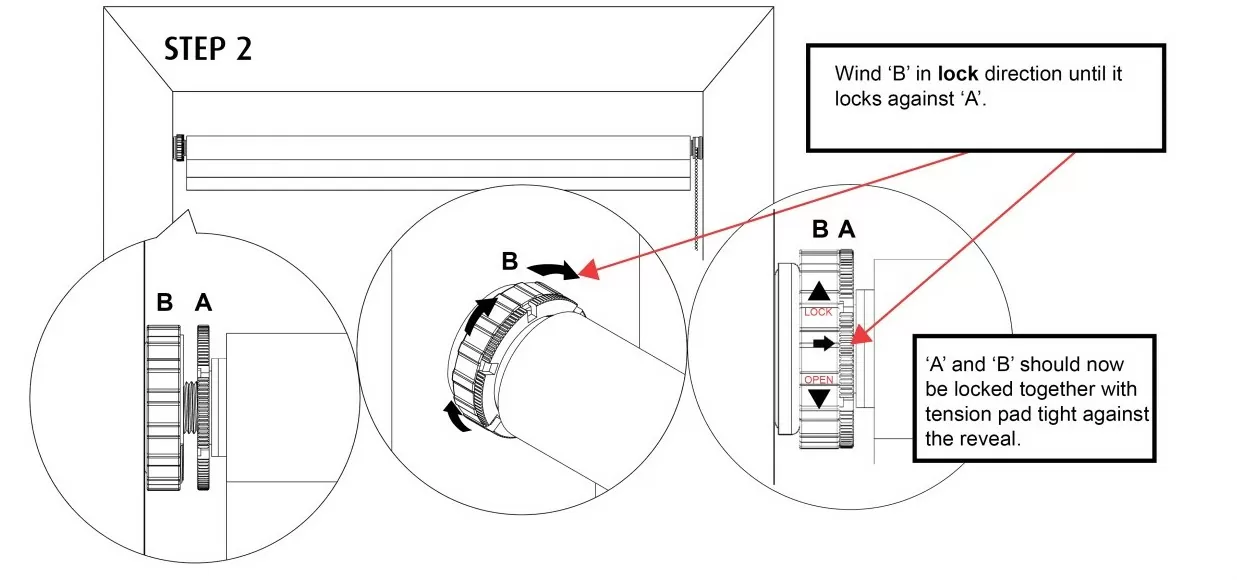 STEP 2
Wind ‘B’ in lock direction until it
locks against ‘A’.
B A
B
B A
LOCK
OPEN
‘A’ and ‘B’ should now
be locked together with
tension pad tight against
the reveal.